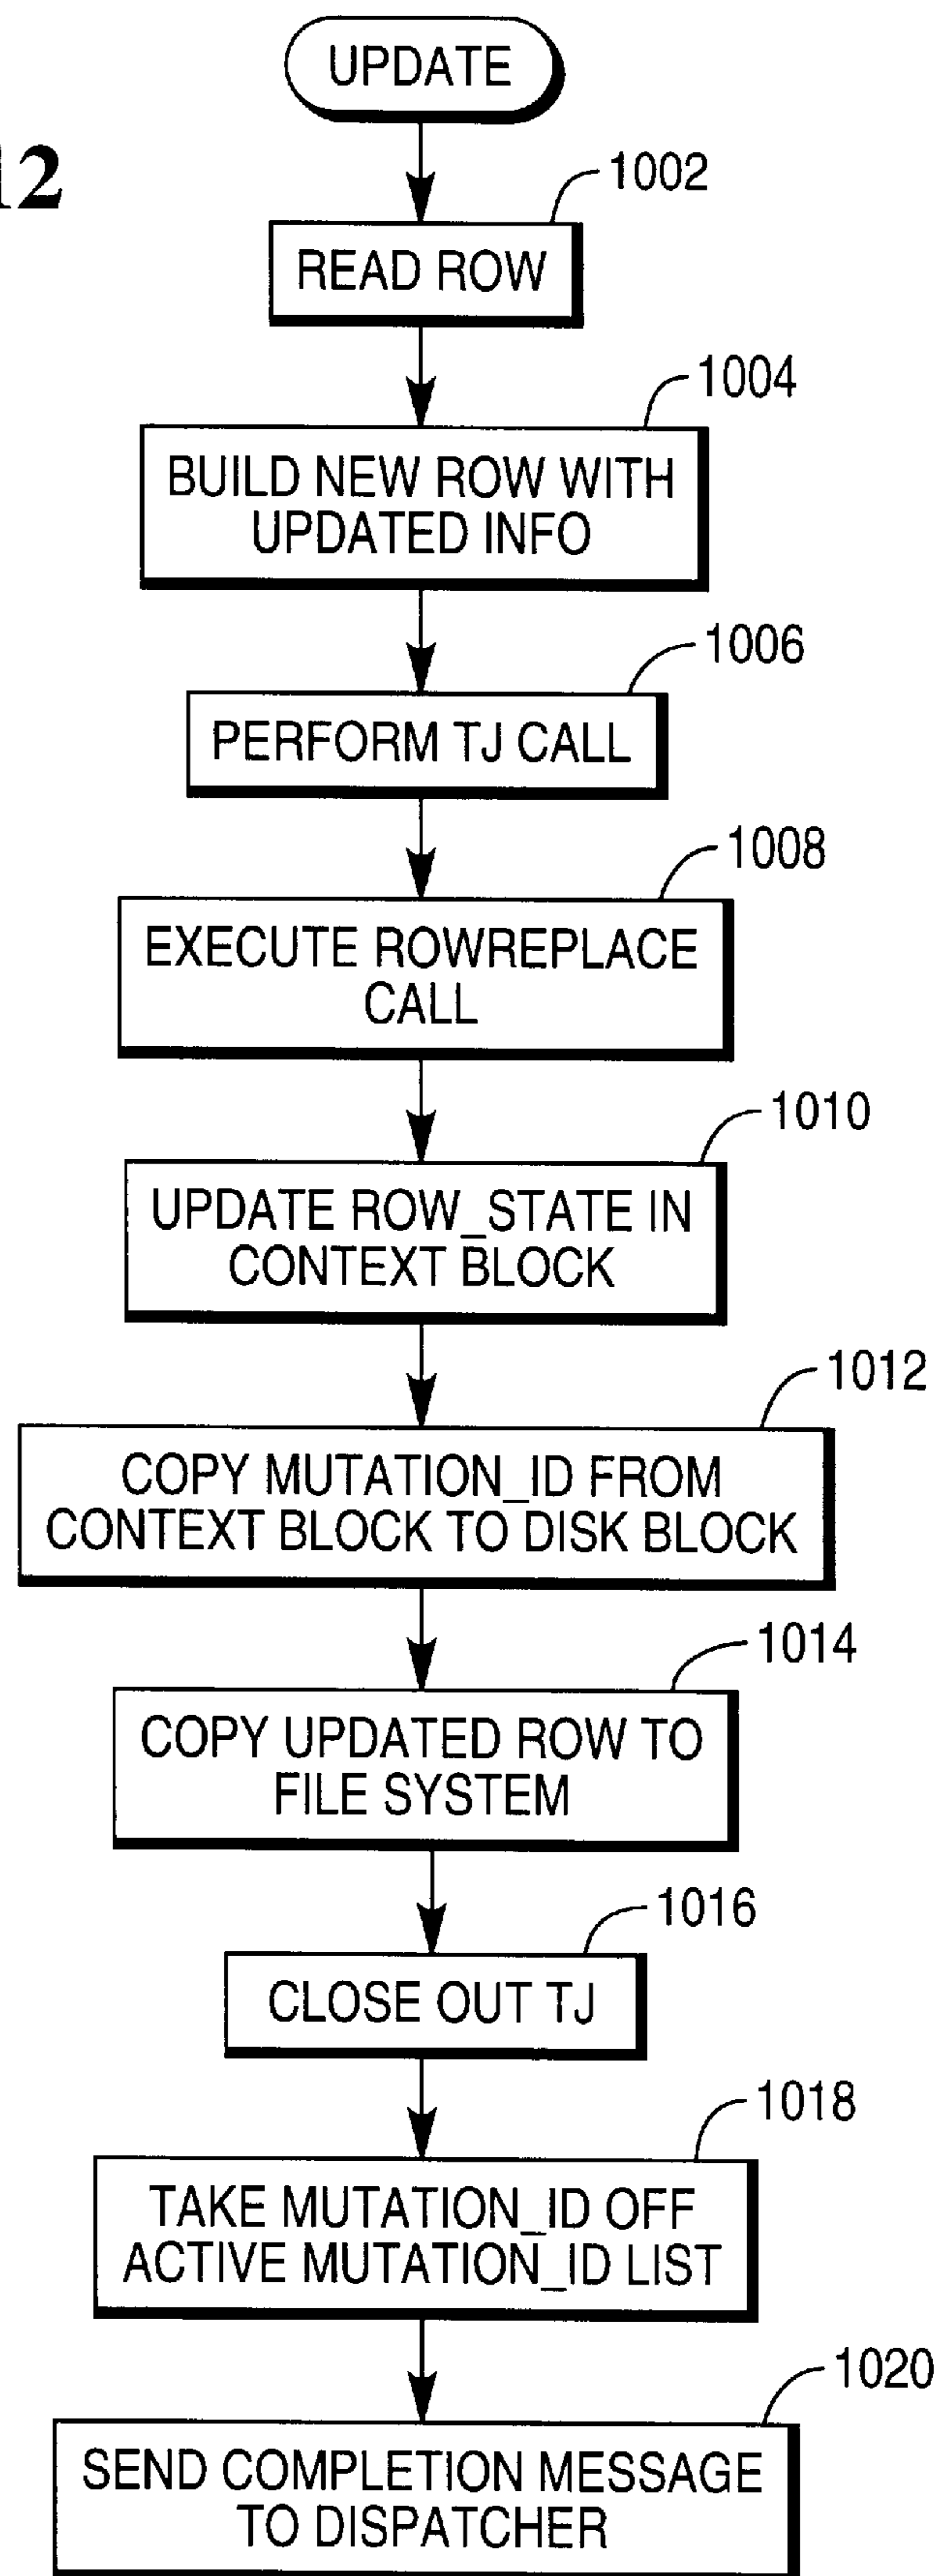 UPDATE
12
1002
READ ROW
1004
BUILD NEW ROW WITH
UPDATED INFO
1006
PERFORM TJ CALL
1008
EXECUTE ROWREPLACE
CALL
1010
UPDATE ROW_STATE IN
CONTEXT BLOCK
1012
COPY MUTATION_ID FROM
CONTEXT BLOCK TO DISK BLOCK
1014
COPY UPDATED ROW TO
FILE SYSTEM
1016
CLOSE OUT TJ
1018
TAKE MUTATION_ID OFF
ACTIVE MUTATION_ID LIST
1020
SEND COMPLETION MESSAGE
TO DISPATCHER